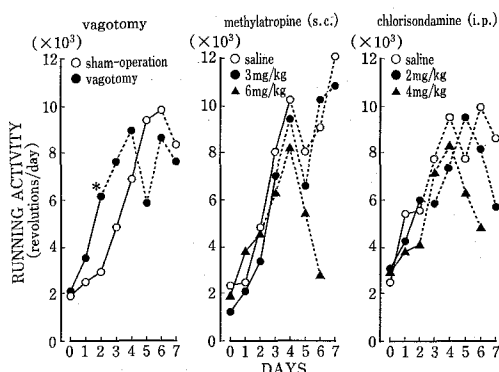 vagotomy
(×10³)
○ sham-operation
● vagotomy
12
10
8
6
4
2
0
*
0 1 2 3 4 5 6 7
RUNNING ACTIVITY
(revolutions/day)
methylatropine (s.c.)
(×10³)
○ saline
● 3mg/kg
▲ 6mg/kg
12
10
8
6
4
2
0
0 1 2 3 4 5 6 7
DAYS
chlorisondamine (i.p.)
(×10³)
○ saline
● 2mg/kg
▲ 4mg/kg
12
10
8
6
4
2
0
0 1 2 3 4 5 6 7